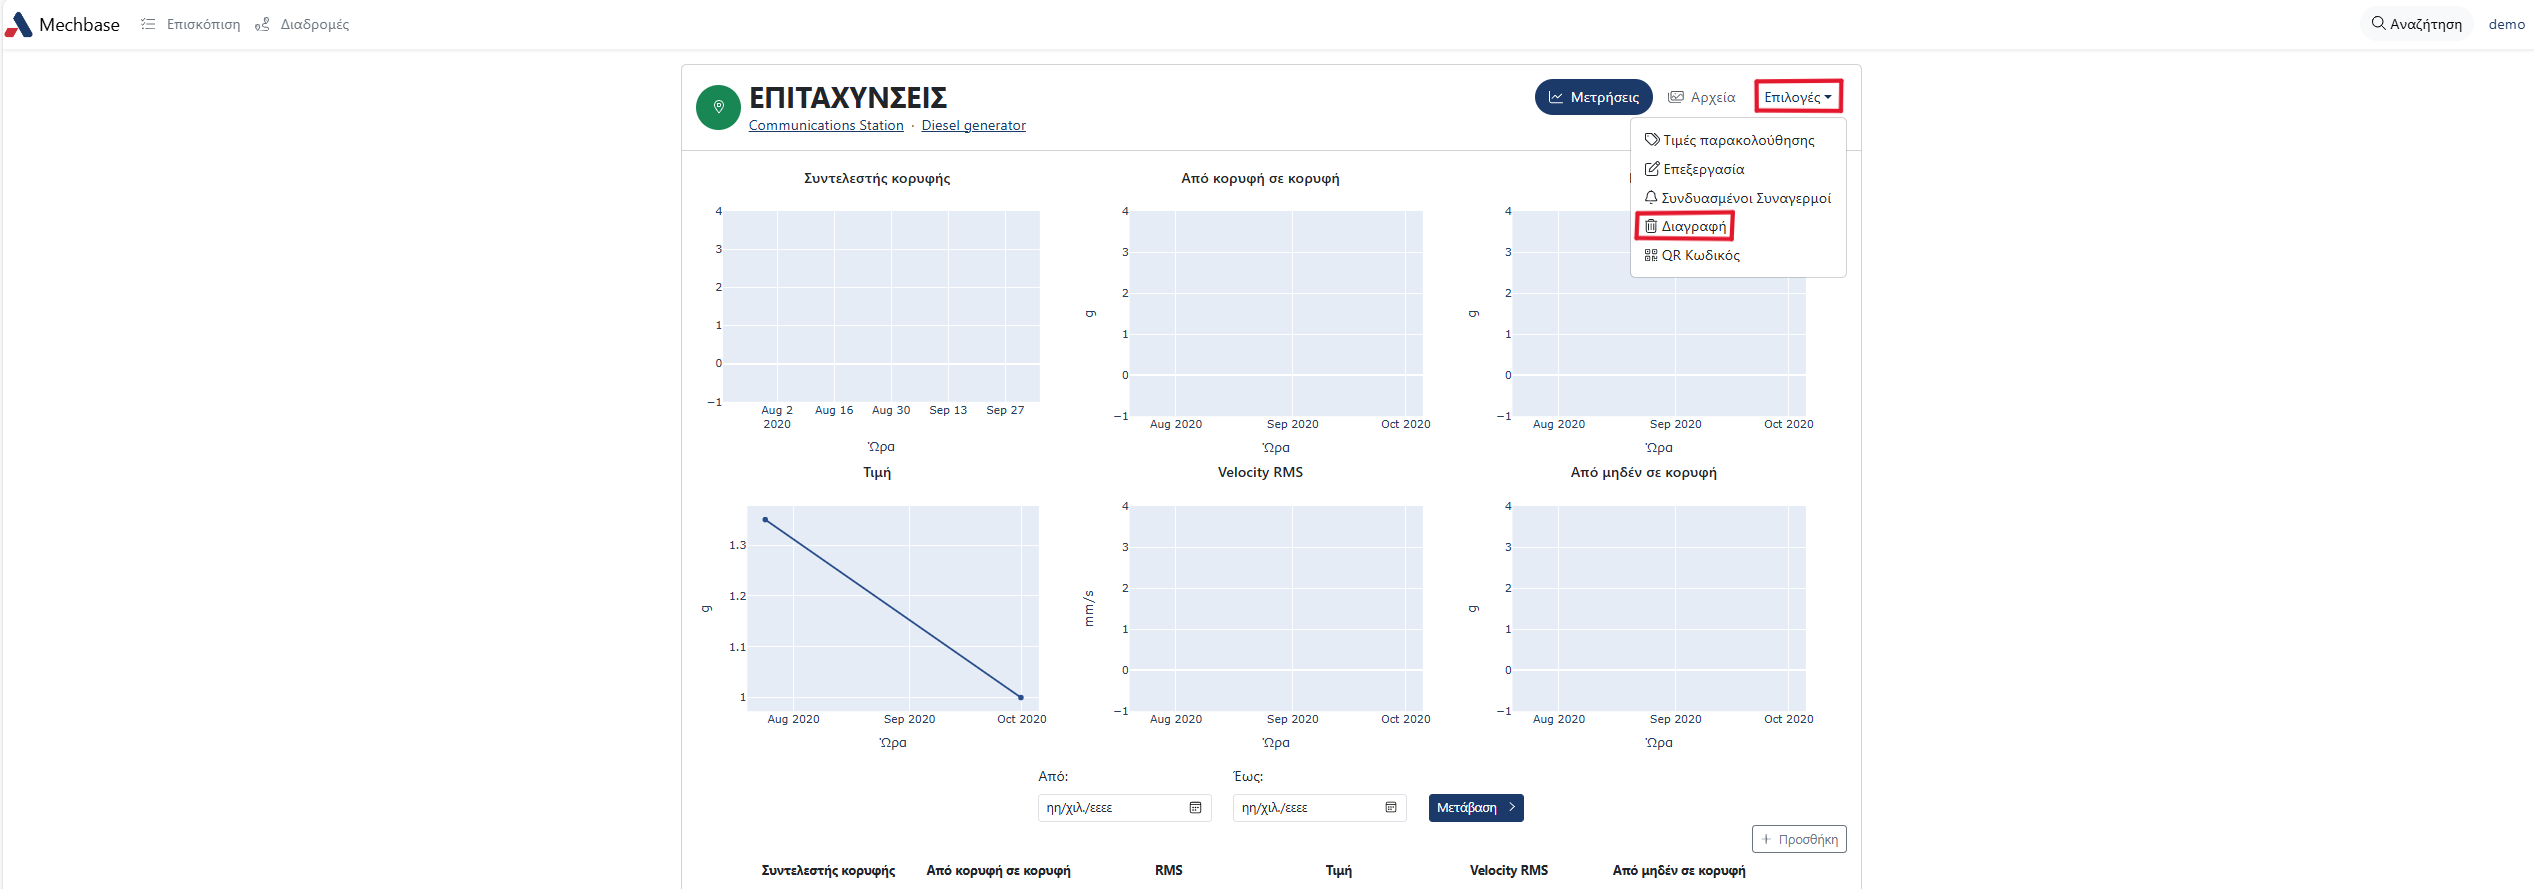 Mechbase Επισκόπιση Διαδρομές Αναζήτηση demo
ΕΠΙΤΑΧΥΝΣΕΙΣ Μετρήσεις Αρχεία Επιλογές
Communications Station · Diesel generator
Τιμές παρακολούθησης
Επεξεργασία
Συνδυασμένοι Συναγερμοί
Διαγραφή
QR Κωδικός
Συντελεστής κορυφής
4
3
2
1
0
−1
Aug 2 Aug 16 Aug 30 Sep 13 Sep 27
2020
Ώρα
Από κορυφή σε κορυφή
4
3
2
1
0
−1
g
Aug 2020 Sep 2020 Oct 2020
Ώρα
4
3
2
1
0
−1
g
Aug 2020 Sep 2020 Oct 2020
Ώρα
Τιμή
1.3
1.2
1.1
1
g
Aug 2020 Sep 2020 Oct 2020
Ώρα
Velocity RMS
4
3
2
1
0
−1
mm/s
Aug 2020 Sep 2020 Oct 2020
Ώρα
Από μηδέν σε κορυφή
4
3
2
1
0
−1
g
Aug 2020 Sep 2020 Oct 2020
Ώρα
Από: Έως:
ηη/χιλ./εεεε ηη/χιλ./εεεε Μετάβαση
+ Προσθήκη
Συντελεστής κορυφής Από κορυφή σε κορυφή RMS Τιμή Velocity RMS Από μηδέν σε κορυφή